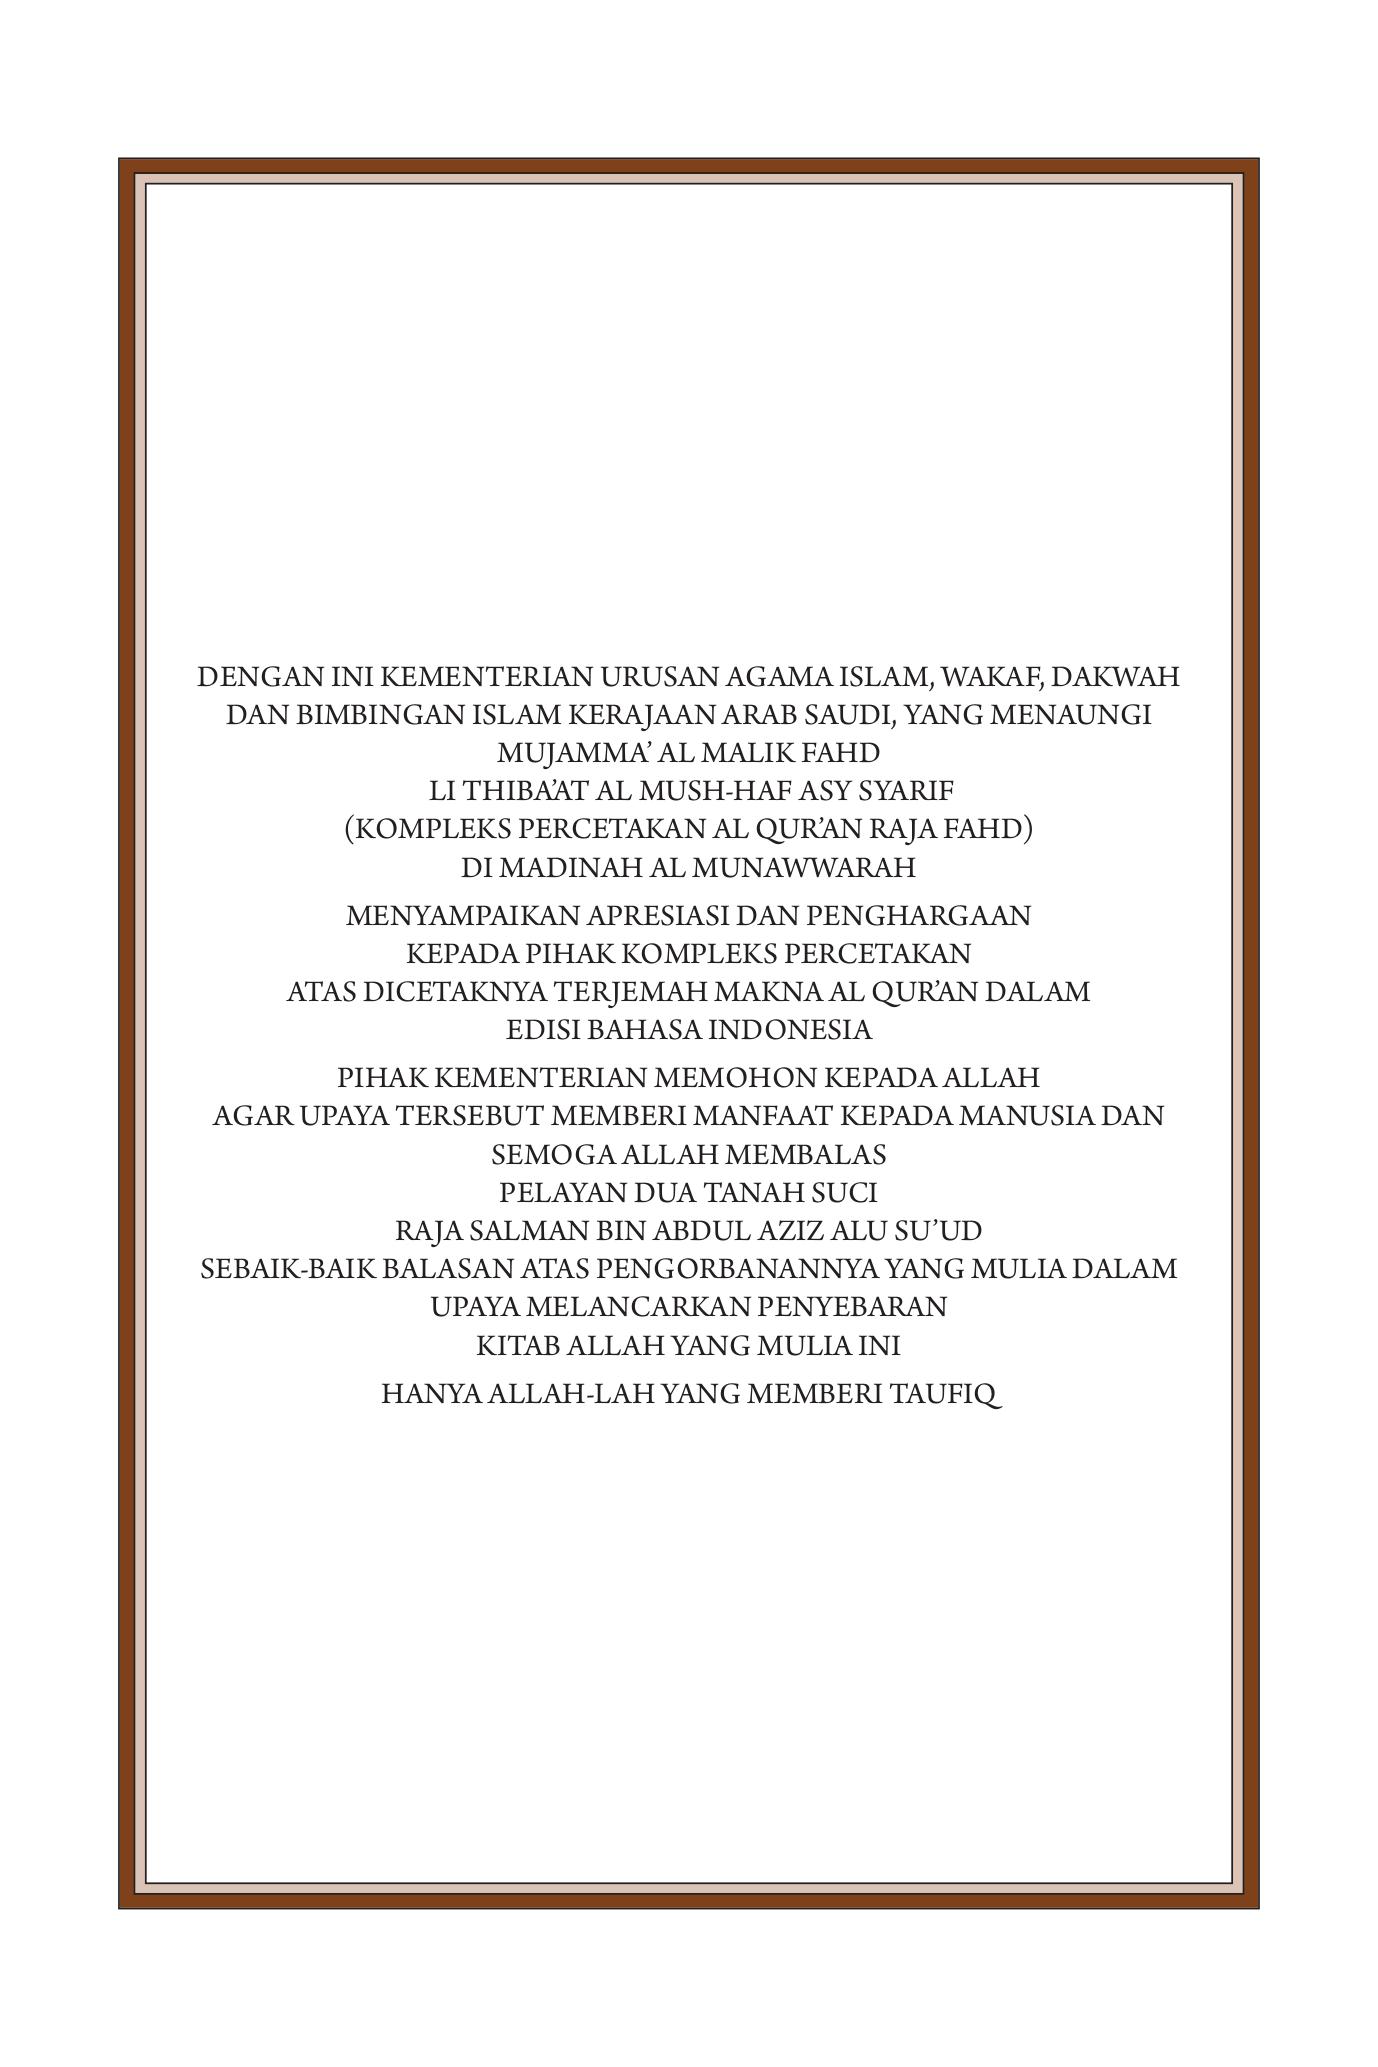 DENGAN INI KEMENTERIAN URUSAN AGAMA ISLAM, WAKAF, DAKWAH
DAN BIMBINGAN ISLAM KERAJAAN ARAB SAUDI, YANG MENAUNGI
MUJAMMA’ AL MALIK FAHD
LI THIBA’AT AL MUSH-HAF ASY SYARIF
(KOMPLEKS PERCETAKAN AL QUR’AN RAJA FAHD)
DI MADINAH AL MUNAWWARAH
MENYAMPAIKAN APRESIASI DAN PENGHARGAAN
KEPADA PIHAK KOMPLEKS PERCETAKAN
ATAS DICETAKNYA TERJEMAH MAKNA AL QUR’AN DALAM
EDISI BAHASA INDONESIA
PIHAK KEMENTERIAN MEMOHON KEPADA ALLAH
AGAR UPAYA TERSEBUT MEMBERI MANFAAT KEPADA MANUSIA DAN
SEMOGA ALLAH MEMBALAS
PELAYAN DUA TANAH SUCI
RAJA SALMAN BIN ABDUL AZIZ ALU SU’UD
SEBAIK-BAIK BALASAN ATAS PENGORBANANNYA YANG MULIA DALAM
UPAYA MELANCARKAN PENYEBARAN
KITAB ALLAH YANG MULIA INI
HANYA ALLAH-LAH YANG MEMBERI TAUFIQ